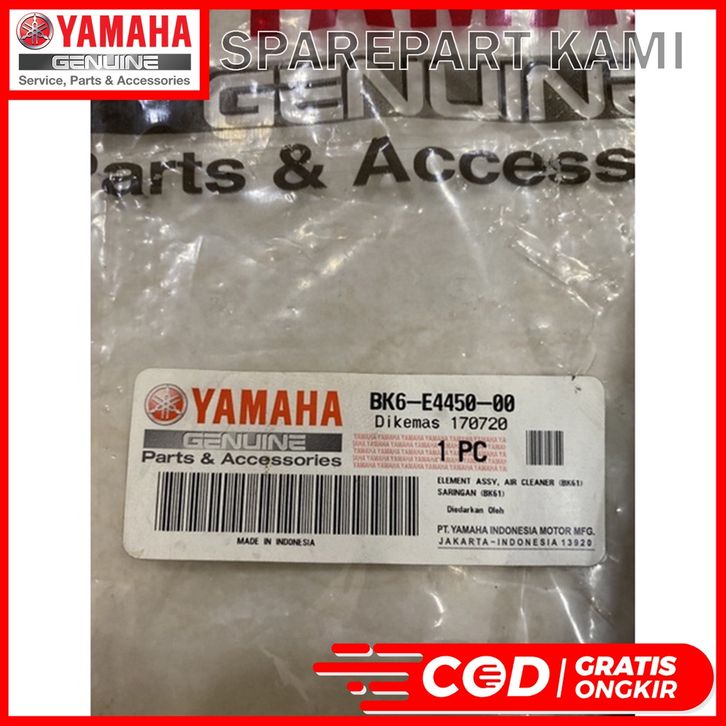 YAMAHA
GENUINE
Service, Parts & Accessories
SPAREPART KAMI
GENUINE
Parts & Access
YAMAHA
GENUINE
Parts & Accessories
BK6-E4450-00
Dikemas 170720
1 PC
ELEMENT ASSY, AIR CLEANER (BK61)
SARINGAN (BK61)
Diedarkan Oleh
MADE IN INDONESIA
PT. YAMAHA INDONESIA MOTOR MFG.
JAKARTA-INDONESIA 13920
COD
GRATIS
ONGKIR